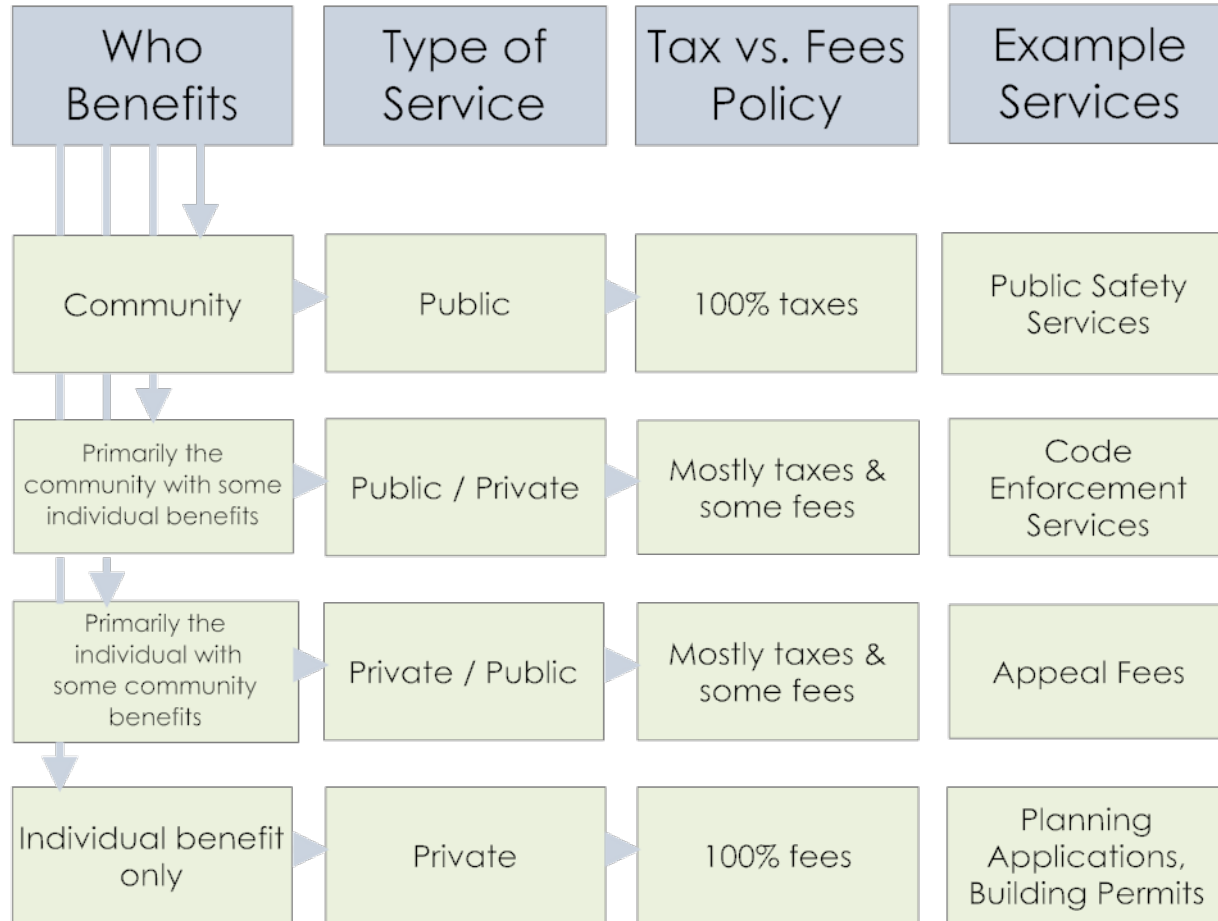 Who
Benefits
Type of
Service
Tax vs. Fees
Policy
Example
Services
Community
Public
100% taxes
Public Safety
Services
Primarily the
community with some
individual benefits
Public / Private
Mostly taxes &
some fees
Code
Enforcement
Services
Primarily the
individual with
some community
benefits
Private / Public
Mostly taxes &
some fees
Appeal Fees
Individual benefit
only
Private
100% fees
Planning
Applications,
Building Permits